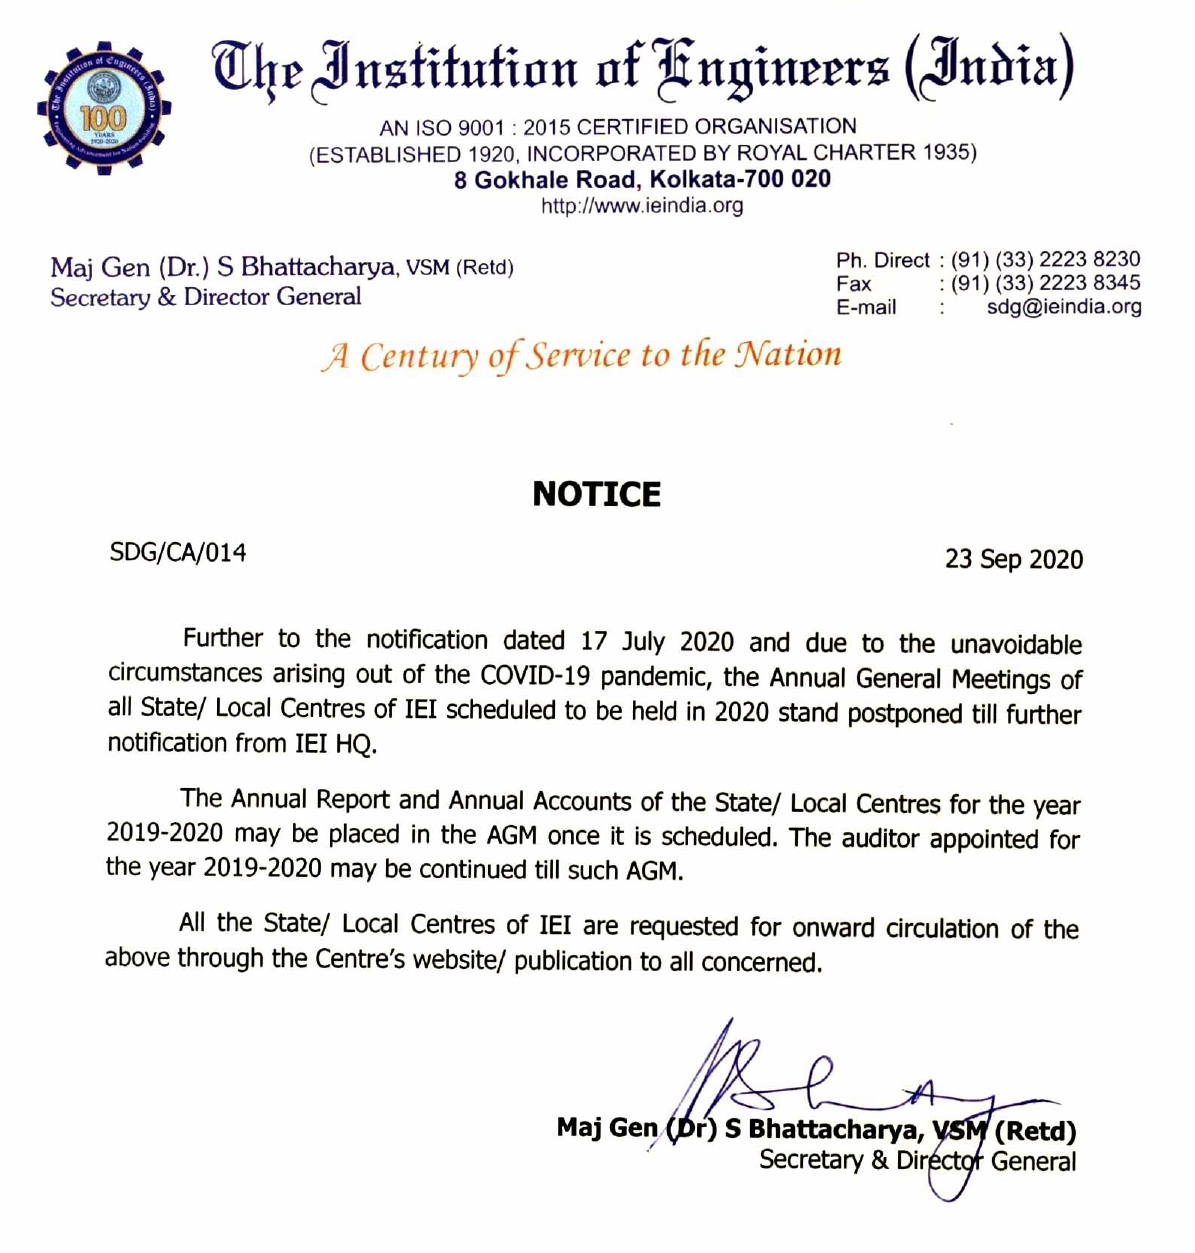 The Institution of Engineers (India)
The Institution of Engineers (India)
100
YEARS
1920-2020
AN ISO 9001 : 2015 CERTIFIED ORGANISATION
(ESTABLISHED 1920, INCORPORATED BY ROYAL CHARTER 1935)
8 Gokhale Road, Kolkata-700 020
http://www.ieindia.org
Maj Gen (Dr.) S Bhattacharya, VSM (Retd)
Secretary & Director General
Ph. Direct : (91) (33) 2223 8230
Fax : (91) (33) 2223 8345
E-mail : sdg@ieindia.org
A Century of Service to the Nation
NOTICE
SDG/CA/014
23 Sep 2020
Further to the notification dated 17 July 2020 and due to the unavoidable
circumstances arising out of the COVID-19 pandemic, the Annual General Meetings of
all State/ Local Centres of IEI scheduled to be held in 2020 stand postponed till further
notification from IEI HQ.
The Annual Report and Annual Accounts of the State/ Local Centres for the year
2019-2020 may be placed in the AGM once it is scheduled. The auditor appointed for
the year 2019-2020 may be continued till such AGM.
All the State/ Local Centres of IEI are requested for onward circulation of the
above through the Centre's website/ publication to all concerned.
Maj Gen (Dr) S Bhattacharya, VSM (Retd)
Secretary & Director General